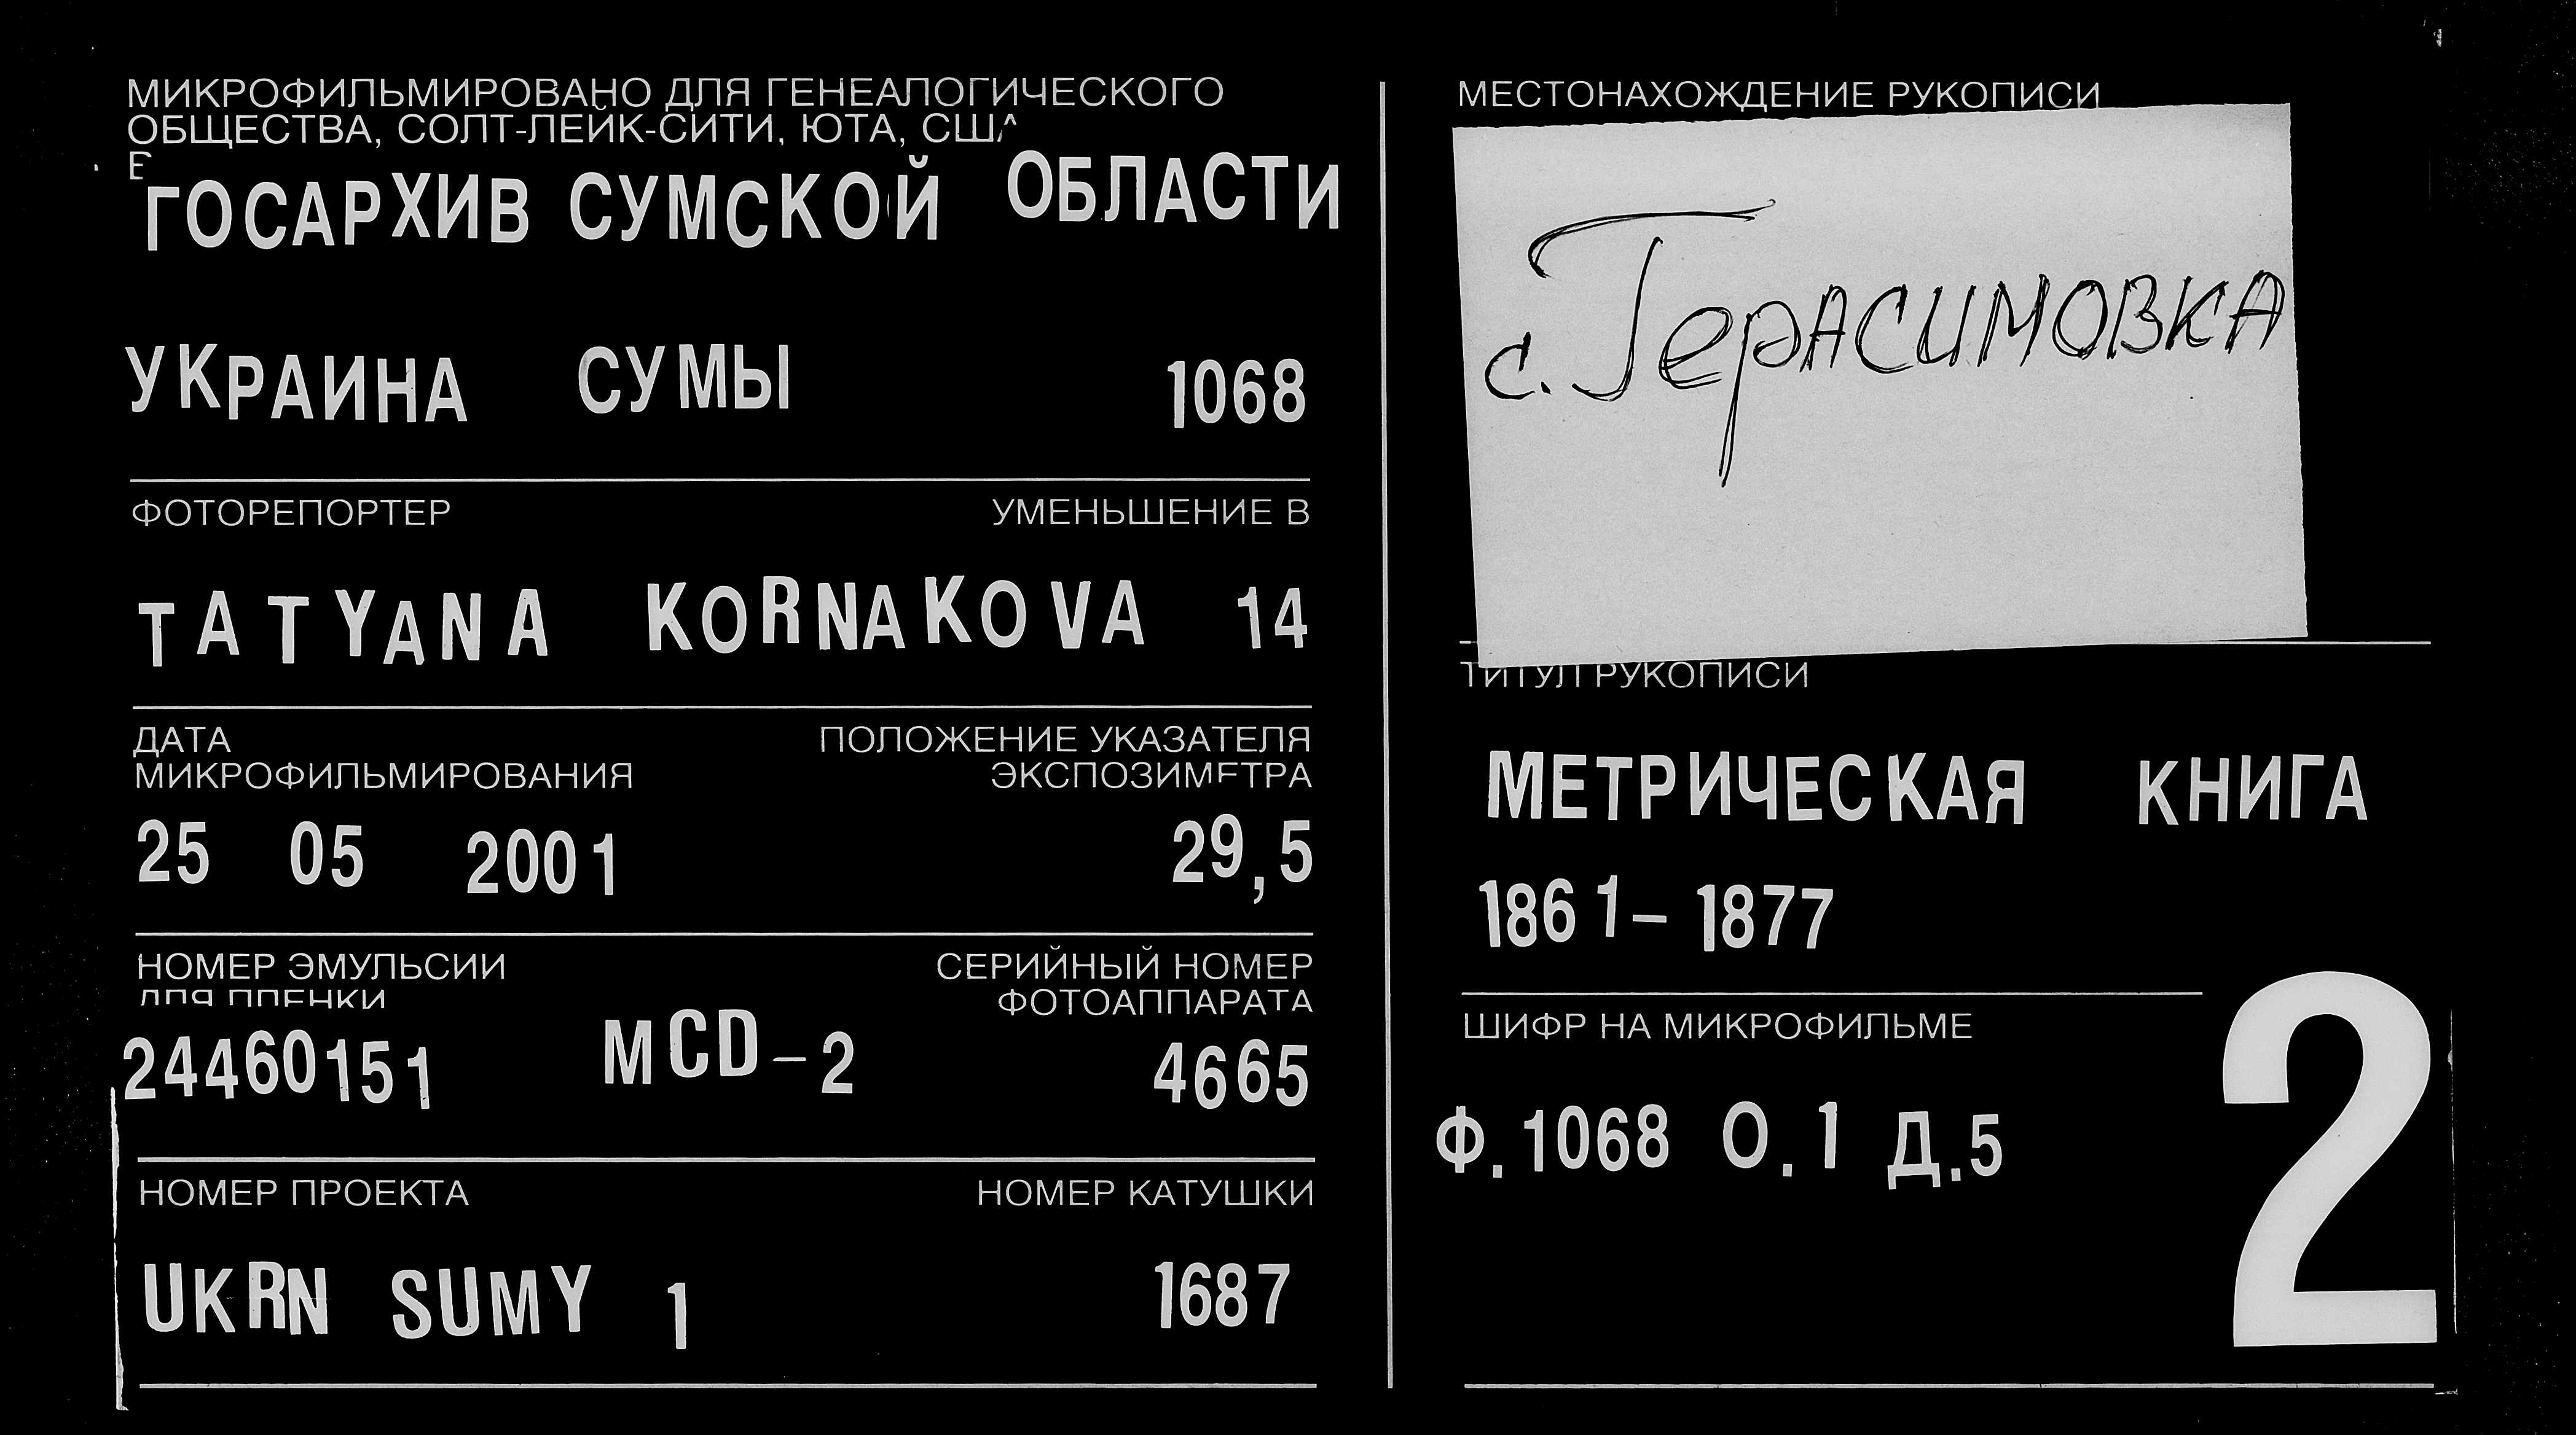 МИКРОФИЛЬМИРОВАНО ДЛЯ ГЕНЕАЛОГИЧЕСКОГО
ОБЩЕСТВА, СОЛТ-ЛЕЙК-СИТИ, ЮТА, США
В
ГОСАРХИВ СУМСКОЙ ОБЛАСТИ
УКРАИНА СУМЫ 1068
ФОТОРЕПОРТЕР УМЕНЬШЕНИЕ В
TATYANA KORNAKOVA 14
ДАТА ПОЛОЖЕНИЕ УКАЗАТЕЛЯ
МИКРОФИЛЬМИРОВАНИЯ ЭКСПОЗИМЕТРА
25 05 2001 29,5
НОМЕР ЭМУЛЬСИИ СЕРИЙНЫЙ НОМЕР
ДЛЯ ПЛЕНКИ ФОТОАППАРАТА
24460151 MCD-2 4665
НОМЕР ПРОЕКТА НОМЕР КАТУШКИ
UKRN SUMY 1 1687
МЕСТОНАХОЖДЕНИЕ РУКОПИСИ
с. Герасимовка
ТИТУЛ РУКОПИСИ
МЕТРИЧЕСКАЯ КНИГА
1861-1877
ШИФР НА МИКРОФИЛЬМЕ
Ф.1068 О.1 Д.5
2